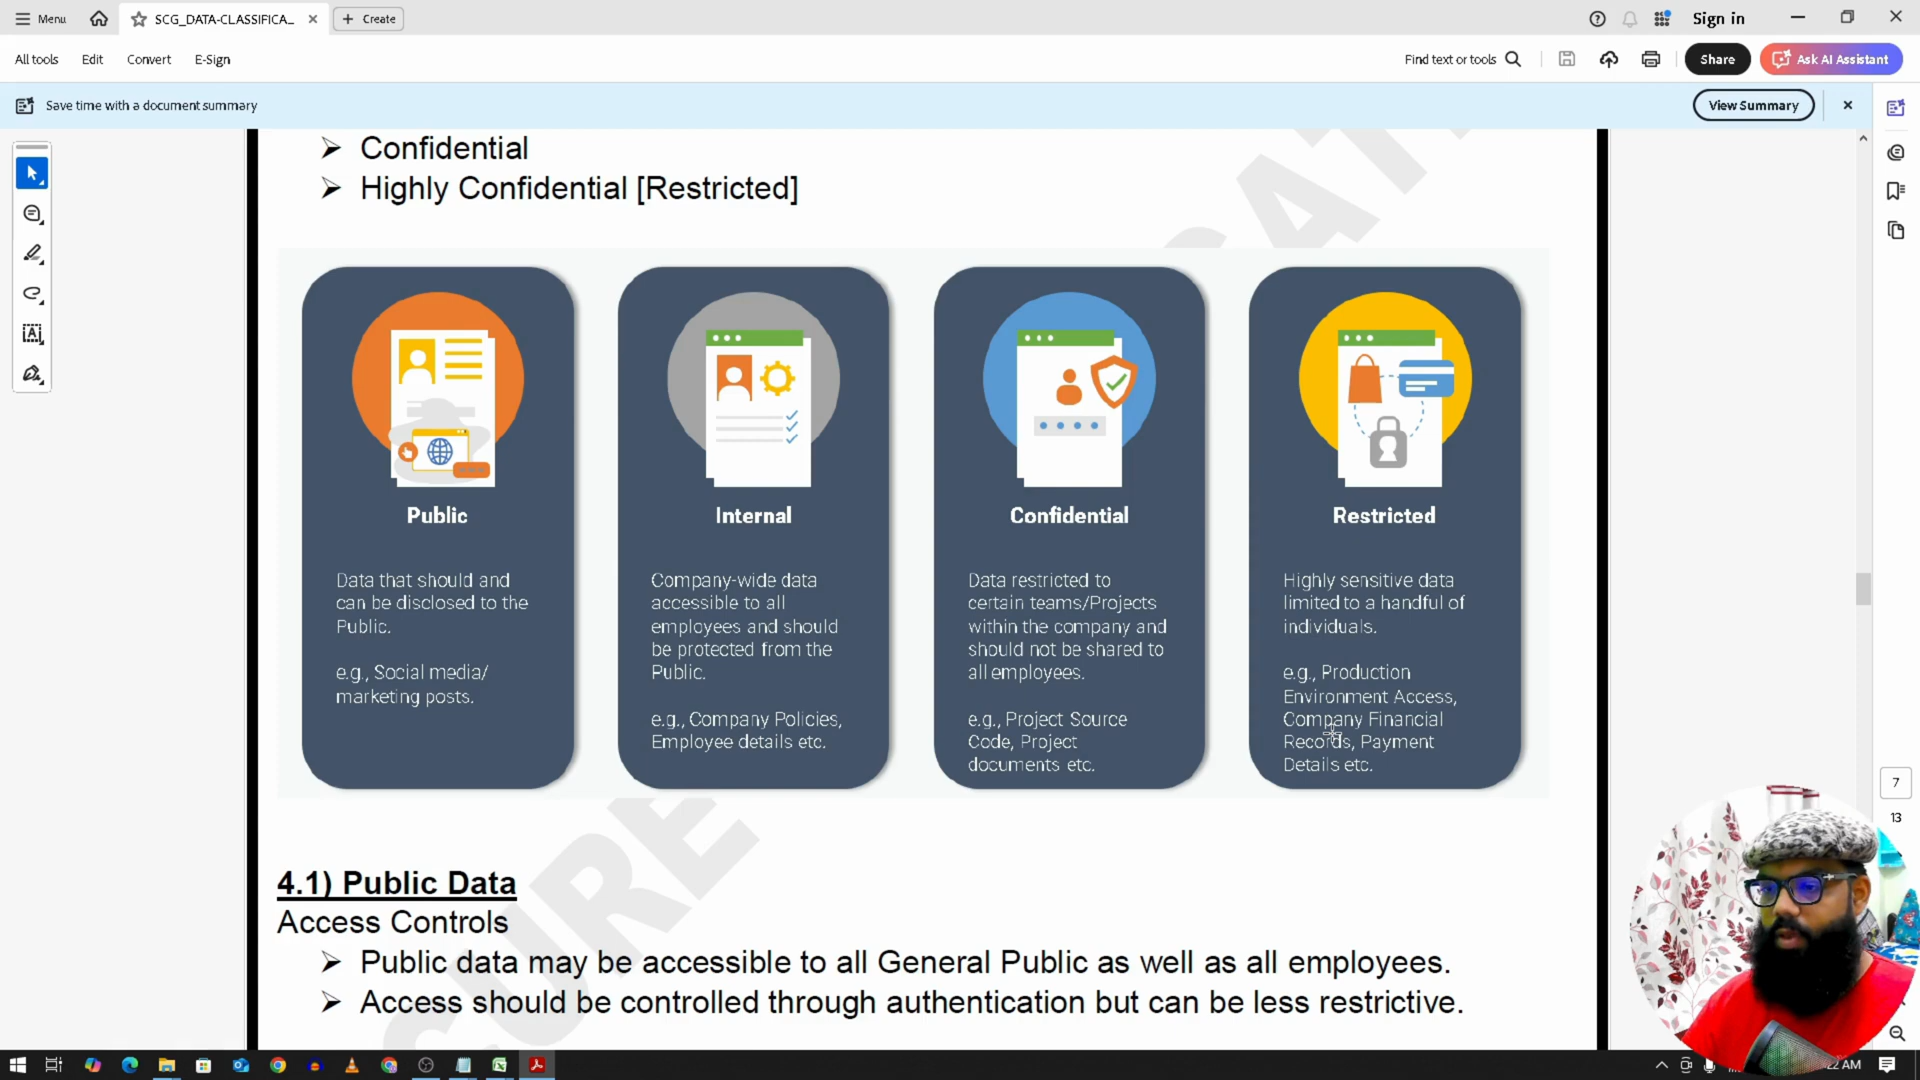 Menu
SCG_DATA-CLASSIFICA...
Create
Sign in
All tools
Edit
Convert
E-Sign
Find text or tools
Share
Ask AI Assistant
Save time with a document summary
View Summary
➢ Confidential
➢ Highly Confidential [Restricted]
Public
Data that should and
can be disclosed to the
Public.
e.g., Social media/
marketing posts.
Internal
Company-wide data
accessible to all
employees and should
be protected from the
Public.
e.g., Company Policies,
Employee details etc.
Confidential
Data restricted to
certain teams/Projects
within the company and
should not be shared to
all employees.
e.g., Project Source
Code, Project
documents etc.
Restricted
Highly sensitive data
limited to a handful of
individuals.
e.g., Production
Environment Access,
Company Financial
Records, Payment
Details etc.
4.1) Public Data
Access Controls
➢ Public data may be accessible to all General Public as well as all employees.
➢ Access should be controlled through authentication but can be less restrictive.
7
13
22 AM